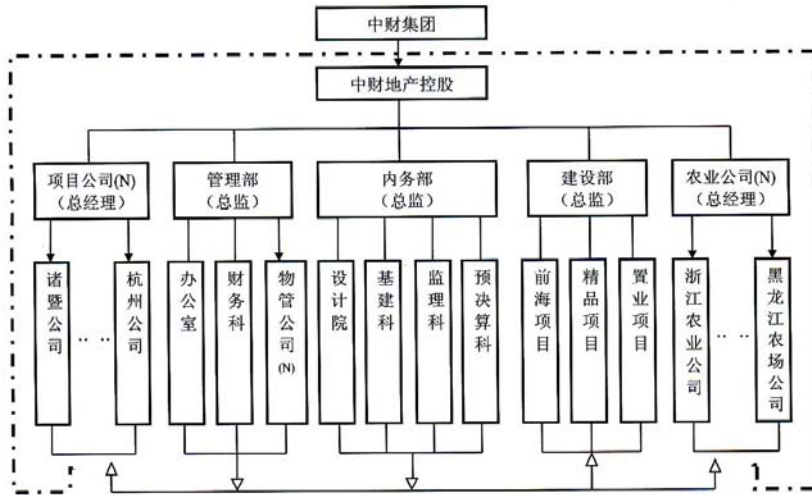 中财集团
中财地产控股
项目公司(N)
（总经理）
管理部
（总监）
内务部
（总监）
建设部
（总监）
农业公司(N)
（总经理）
诸暨公司
‥ ‥
杭州公司
办公室
财务科
物管公司(N)
设计院
基建科
监理科
预决算科
前海项目
精品项目
置业项目
浙江农业公司
‥ ‥
黑龙江农场公司